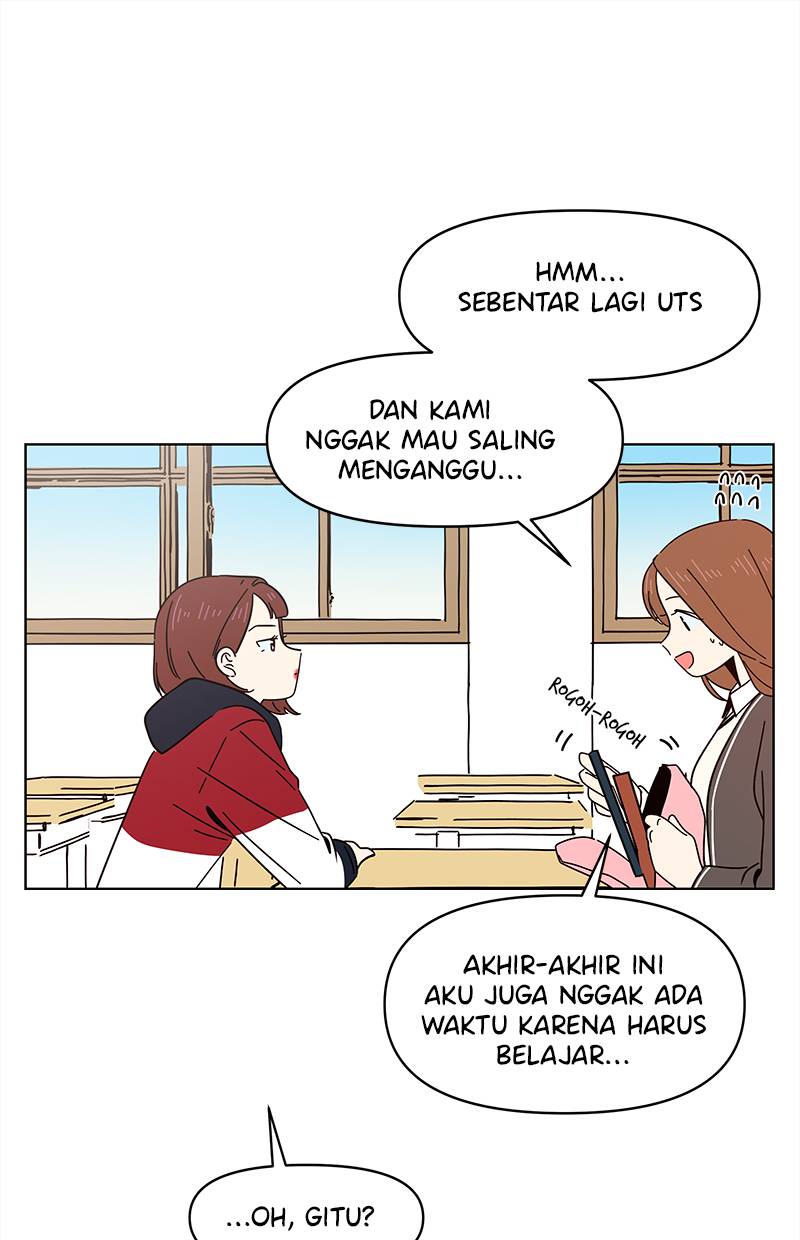 HMM...
SEBENTAR LAGI UTS
DAN KAMI
NGGAK MAU SALING
MENGANGGU...
ROGOH-ROGOH
AKHIR-AKHIR INI
AKU JUGA NGGAK ADA
WAKTU KARENA HARUS
BELAJAR...
...OH, GITU?